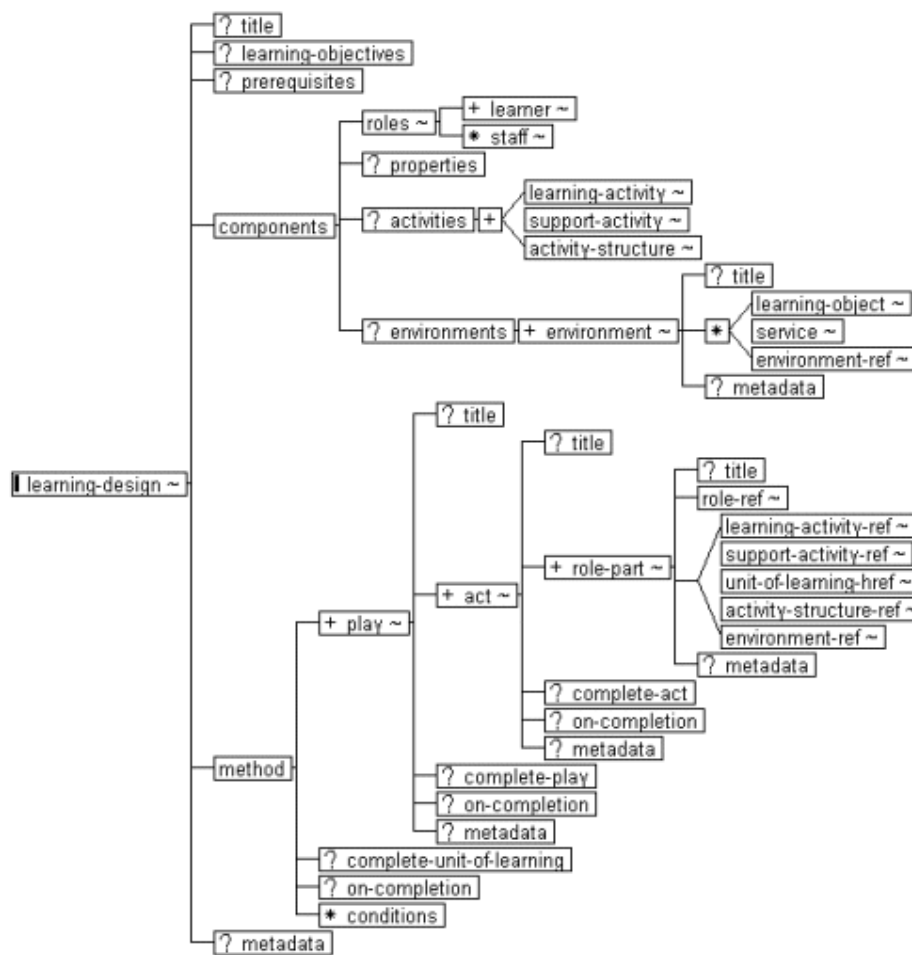 ? title
? learning-objectives
? prerequisites
+ learner ~
roles ~
* staff ~
? properties
learning-activity ~
components
? activities
+
support-activity ~
activity-structure ~
? title
learning-object ~
? environments
+ environment ~
*
service ~
environment-ref ~
? metadata
? title
? title
? title
learning-design ~
role-ref ~
learning-activity-ref ~
support-activity-ref ~
+ role-part ~
unit-of-learning-href ~
+ act ~
activity-structure-ref ~
+ play ~
environment-ref ~
? metadata
? complete-act
? on-completion
? metadata
method
? complete-play
? on-completion
? metadata
? complete-unit-of-learning
? on-completion
* conditions
? metadata